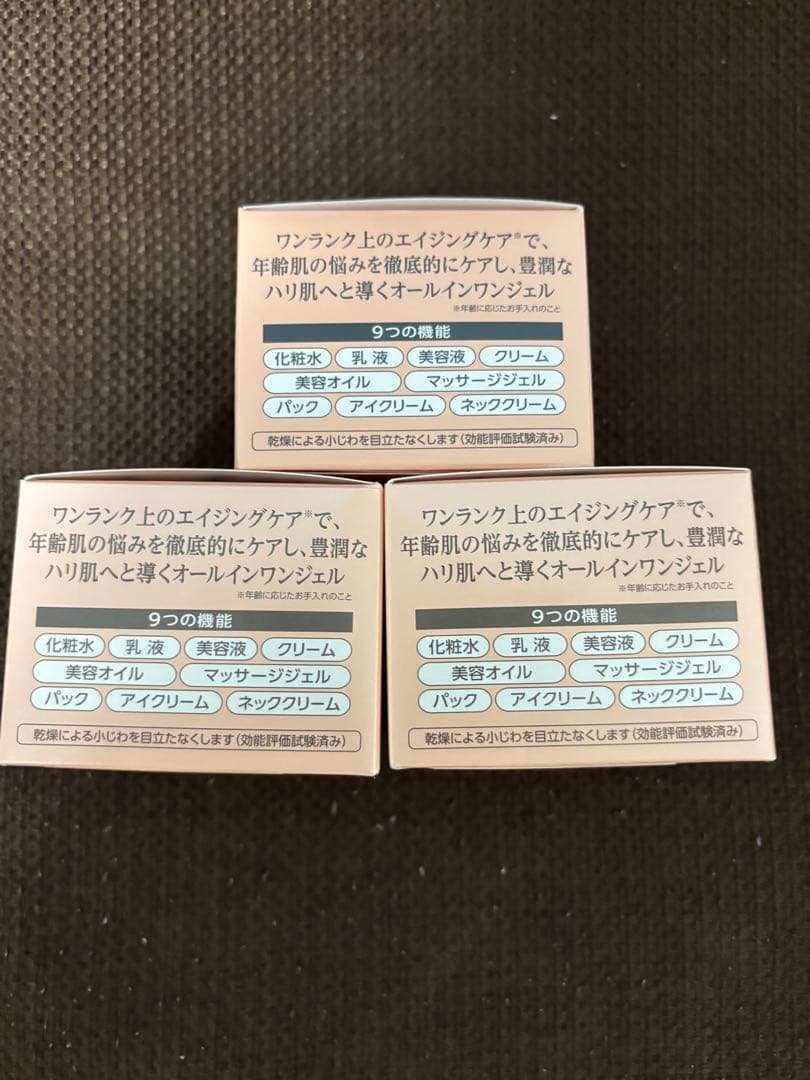 ワンランク上のエイジングケア※で、
年齢肌の悩みを徹底的にケアし、豊潤な
ハリ肌へと導くオールインワンジェル
※年齢に応じたお手入れのこと
9つの機能
化粧水 乳液 美容液 クリーム
美容オイル マッサージジェル
パック アイクリーム ネッククリーム
乾燥による小じわを目立たなくします(効能評価試験済み)
ワンランク上のエイジングケア※で、
年齢肌の悩みを徹底的にケアし、豊潤な
ハリ肌へと導くオールインワンジェル
※年齢に応じたお手入れのこと
9つの機能
化粧水 乳液 美容液 クリーム
美容オイル マッサージジェル
パック アイクリーム ネッククリーム
乾燥による小じわを目立たなくします(効能評価試験済み)
ワンランク上のエイジングケア※で、
年齢肌の悩みを徹底的にケアし、豊潤な
ハリ肌へと導くオールインワンジェル
※年齢に応じたお手入れのこと
9つの機能
化粧水 乳液 美容液 クリーム
美容オイル マッサージジェル
パック アイクリーム ネッククリーム
乾燥による小じわを目立たなくします(効能評価試験済み)